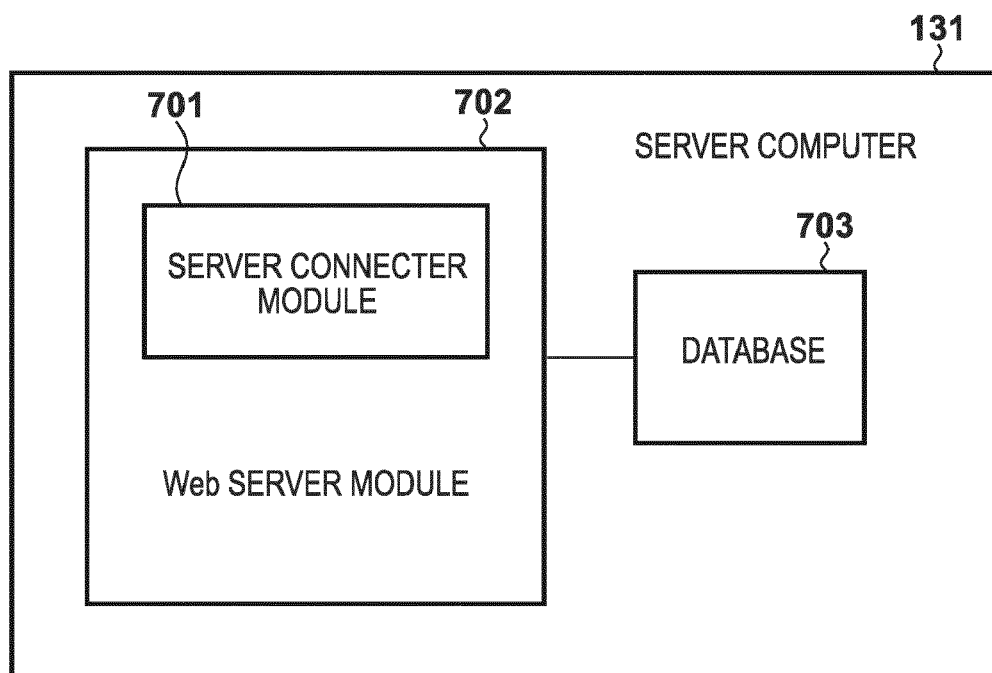 131
701
702
SERVER COMPUTER
703
SERVER CONNECTER
MODULE
DATABASE
Web SERVER MODULE